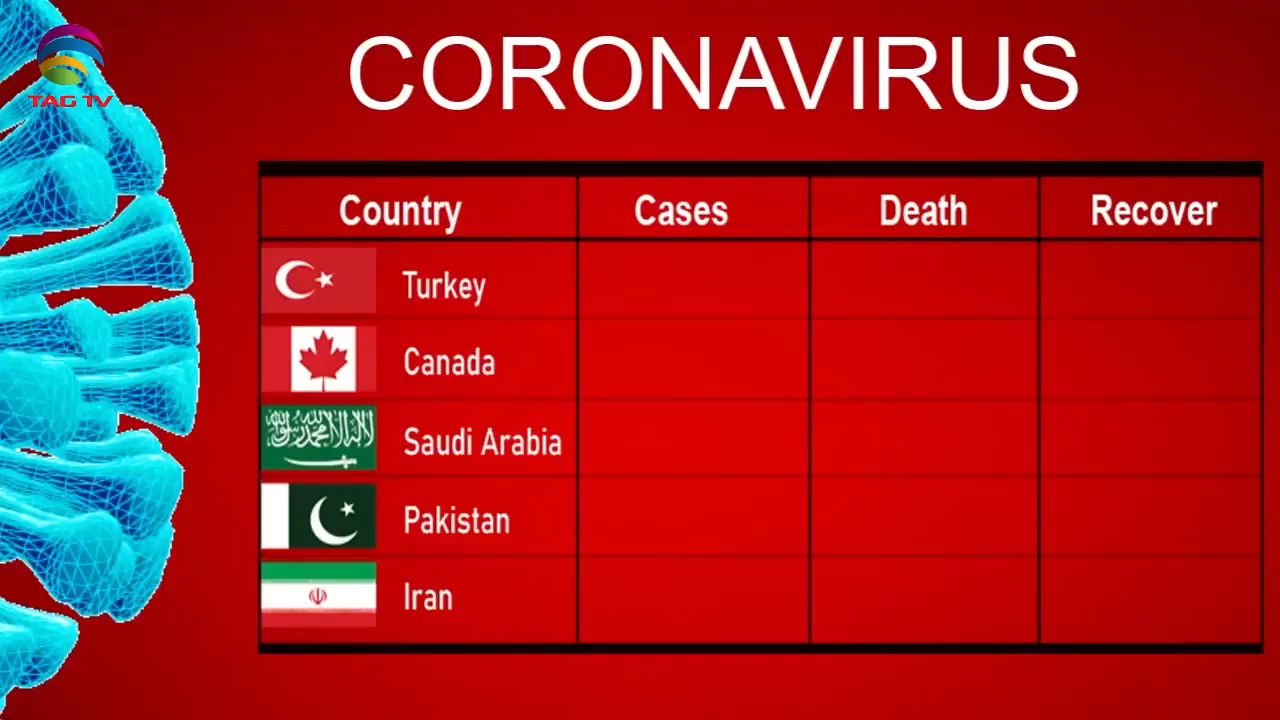 TAG TV
CORONAVIRUS
Country Cases Death Recover
Turkey
Canada
Saudi Arabia
Pakistan
Iran